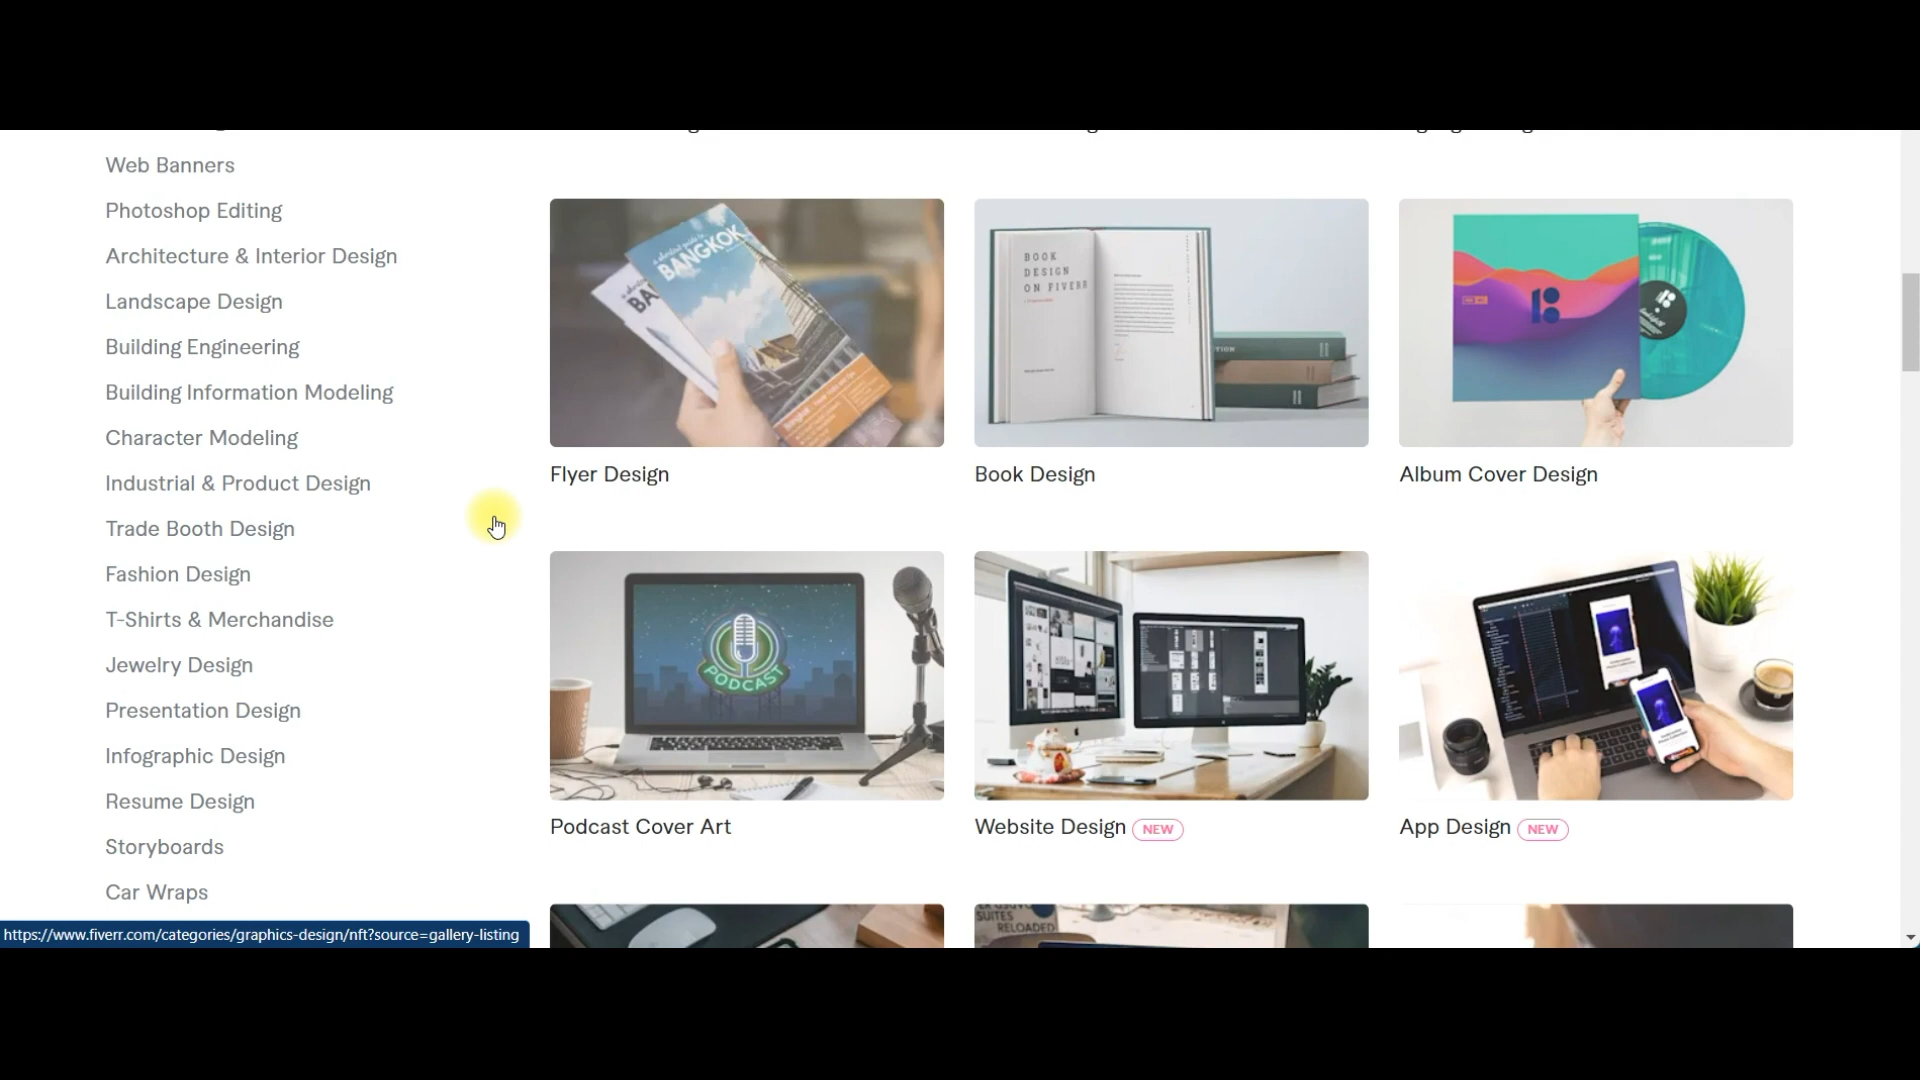 Web Banners
Photoshop Editing
Architecture & Interior Design
Landscape Design
Building Engineering
Building Information Modeling
Character Modeling
Industrial & Product Design
Trade Booth Design
Fashion Design
T-Shirts & Merchandise
Jewelry Design
Presentation Design
Infographic Design
Resume Design
Storyboards
Car Wraps
BANGKOK
Flyer Design
BOOK
DESIGN
ON FIVERR
Book Design
Album Cover Design
PODCAST
Podcast Cover Art
Website Design NEW
App Design NEW
SUITES
RELOADED
https://www.fiverr.com/categories/graphics-design/nft?source=gallery-listing